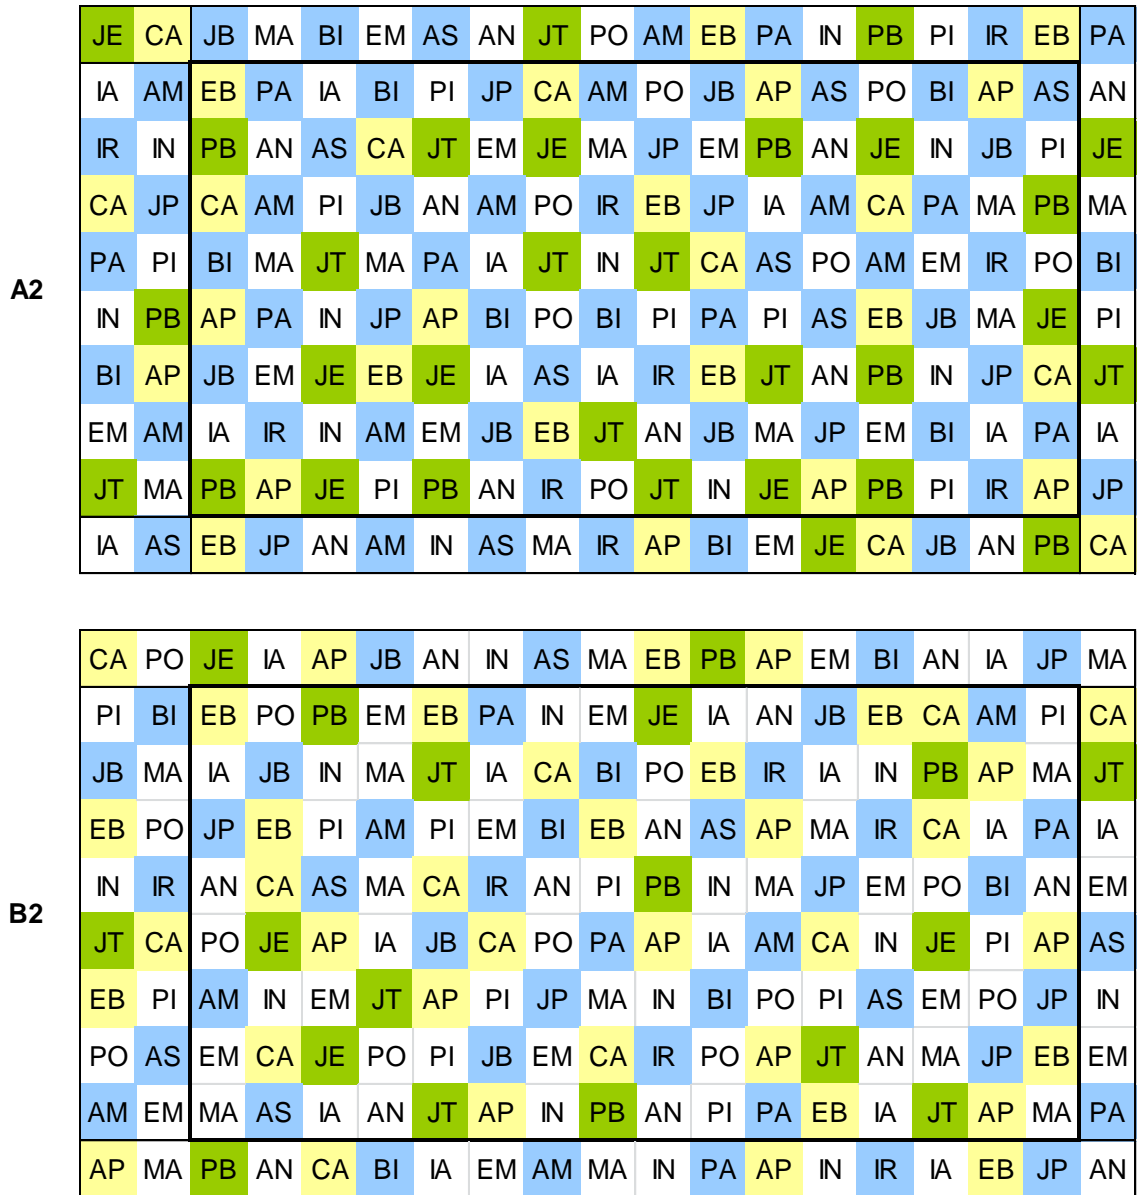 JE CA JB MA BI EM AS AN JT PO AM EB PA IN PB PI IR EB PA
IA AM EB PA IA BI PI JP CA AM PO JB AP AS PO BI AP AS AN
IR IN PB AN AS CA JT EM JE MA JP EM PB AN JE IN JB PI JE
CA JP CA AM PI JB AN AM PO IR EB JP IA AM CA PA MA PB MA
PA PI BI MA JT MA PA IA JT IN JT CA AS PO AM EM IR PO BI
A2
IN PB AP PA IN JP AP BI PO BI PI PA PI AS EB JB MA JE PI
BI AP JB EM JE EB JE IA AS IA IR EB JT AN PB IN JP CA JT
EM AM IA IR IN AM EM JB EB JT AN JB MA JP EM BI IA PA IA
JT MA PB AP JE PI PB AN IR PO JT IN JE AP PB PI IR AP JP
IA AS EB JP AN AM IN AS MA IR AP BI EM JE CA JB AN PB CA
CA PO JE IA AP JB AN IN AS MA EB PB AP EM BI AN IA JP MA
PI BI EB PO PB EM EB PA IN EM JE IA AN JB EB CA AM PI CA
JB MA IA JB IN MA JT IA CA BI PO EB IR IA IN PB AP MA JT
EB PO JP EB PI AM PI EM BI EB AN AS AP MA IR CA IA PA IA
IN IR AN CA AS MA CA IR AN PI PB IN MA JP EM PO BI AN EM
B2
JT CA PO JE AP IA JB CA PO PA AP IA AM CA IN JE PI AP AS
EB PI AM IN EM JT AP PI JP MA IN BI PO PI AS EM PO JP IN
PO AS EM CA JE PO PI JB EM CA IR PO AP JT AN MA JP EB EM
AM EM MA AS IA AN JT AP IN PB AN PI PA EB IA JT AP MA PA
AP MA PB AN CA BI IA EM AM MA IN PA AP IN IR IA EB JP AN